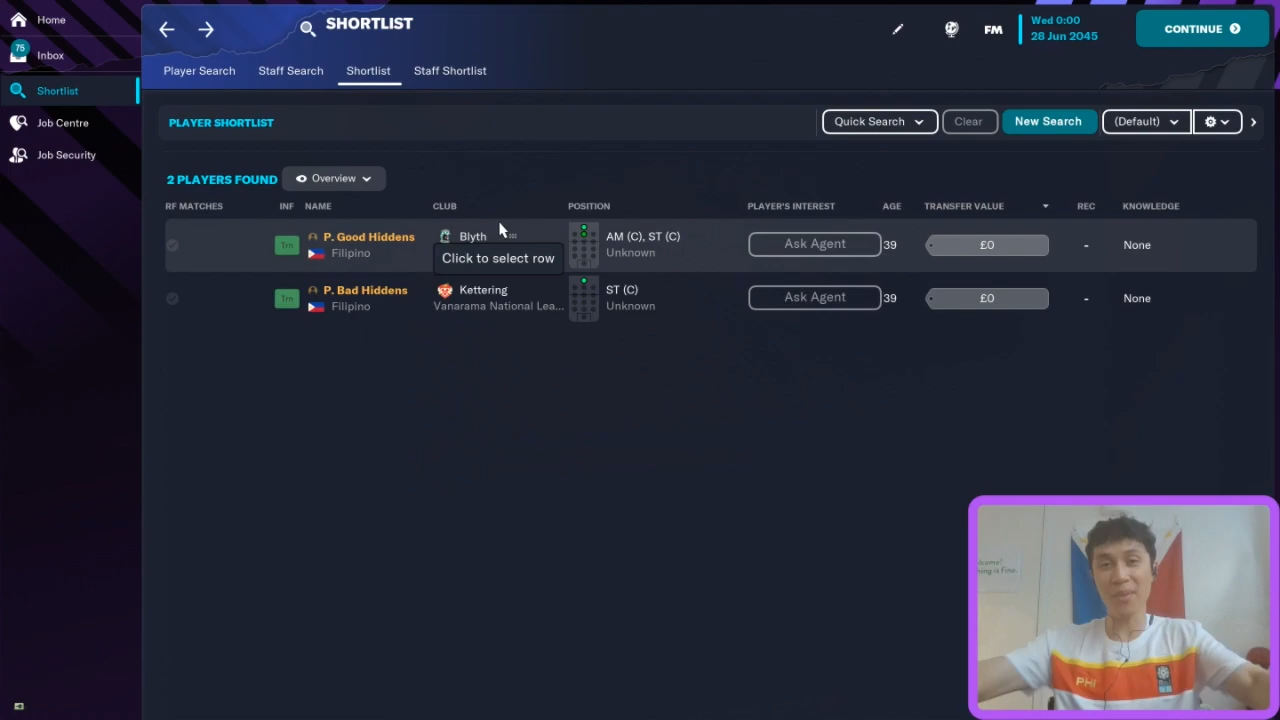 Home
SHORTLIST
FM
Wed 0:00
28 Jun 2045
CONTINUE
75
Inbox
Player Search
Staff Search
Shortlist
Staff Shortlist
Shortlist
Job Centre
Job Security
PLAYER SHORTLIST
Quick Search
Clear
New Search
(Default)
2 PLAYERS FOUND
Overview
RF MATCHES
INF
NAME
CLUB
POSITION
PLAYER'S INTEREST
AGE
TRANSFER VALUE
REC
KNOWLEDGE
Trn
P. Good Hiddens
Filipino
Blyth
Click to select row
AM (C), ST (C)
Unknown
Ask Agent
39
£0
-
None
Trn
P. Bad Hiddens
Filipino
Kettering
Vanarama National Lea...
ST (C)
Unknown
Ask Agent
39
£0
-
None
PHI